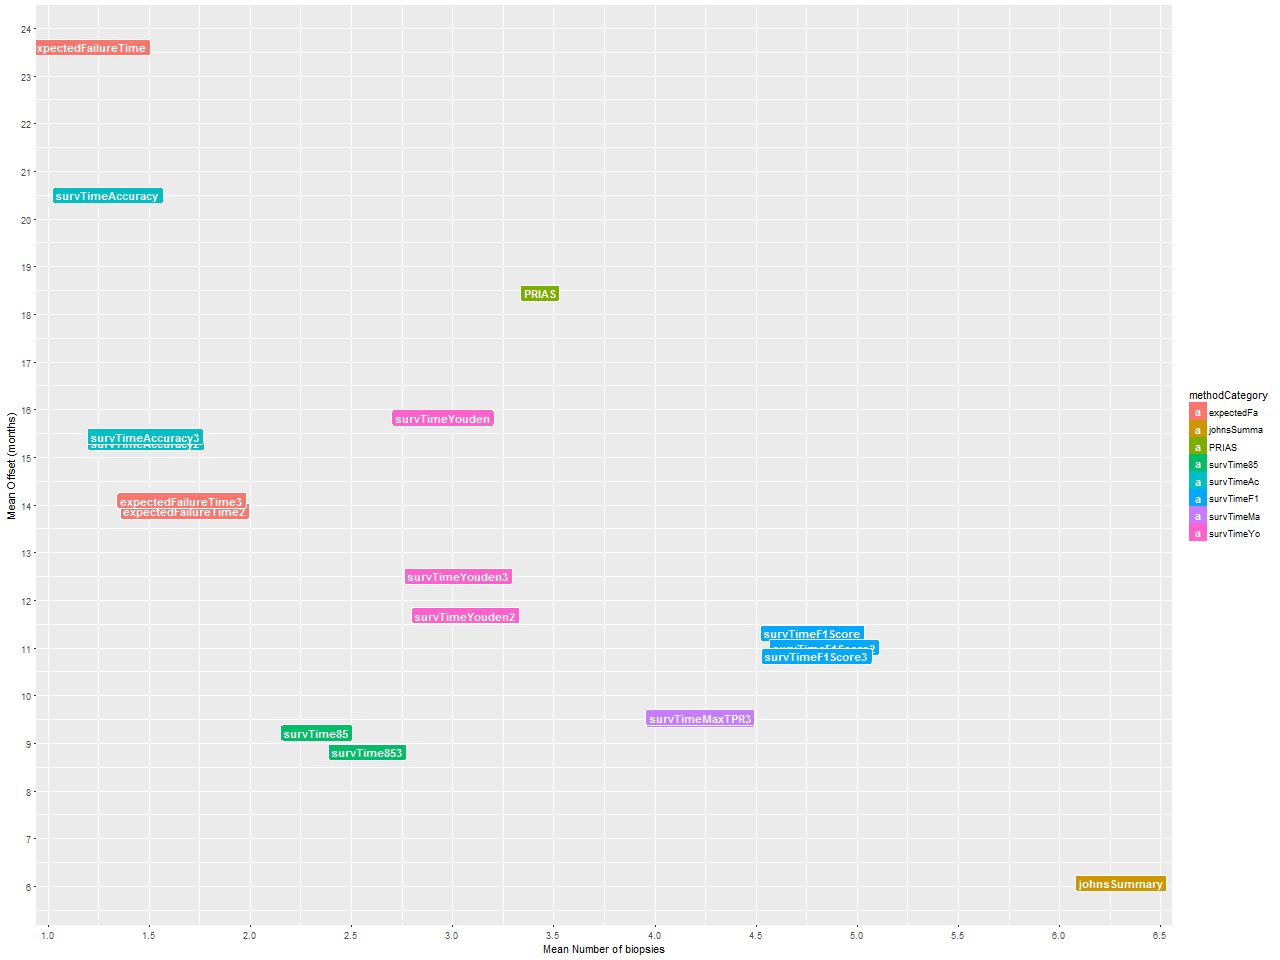 24
xpectedFailureTime
23
22
21
survTimeAccuracy
20
19
PRIAS
18
17
16
survTimeYouden
survTimeAccuracy3
survTimeAccuracy2
15
expectedFailureTime3
14
expectedFailureTime2
13
survTimeYouden3
12
survTimeYouden2
survTimeF1Score
11
survTimeF1Score2
survTimeF1Score3
10
survTimeMaxTPR3
survTime85
9
survTime853
8
7
6
johnsSummary
1.0 1.5 2.0 2.5 3.0 3.5 4.0 4.5 5.0 5.5 6.0 6.5
Mean Number of biopsies
Mean Offset (months)
methodCategory
a expectedFa
a johnsSumma
a PRIAS
a survTime85
a survTimeAc
a survTimeF1
a survTimeMa
a survTimeYo